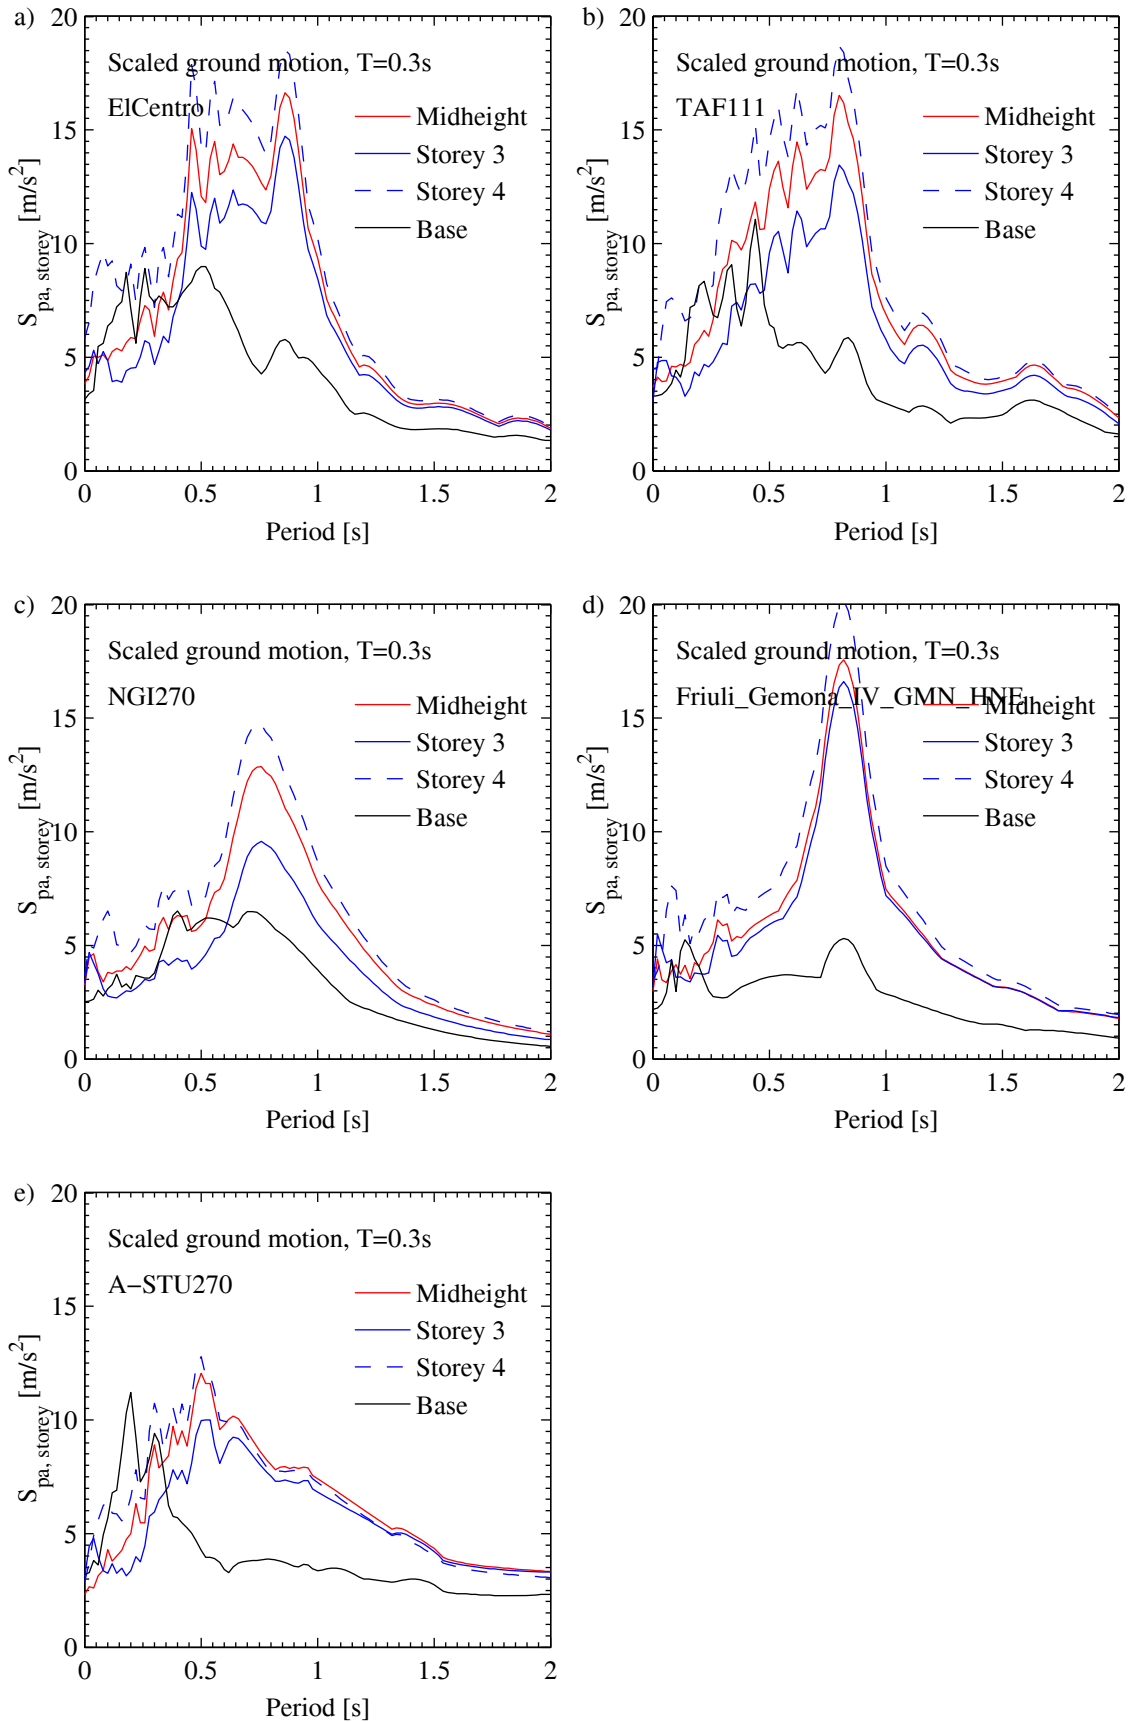 a)
20
15
10
5
0
S_pa, storey [m/s^2]
Scaled ground motion, T=0.3s
ElCentro
Midheight
Storey 3
Storey 4
Base
0 0.5 1 1.5 2
Period [s]
b)
20
15
10
5
0
S_pa, storey [m/s^2]
Scaled ground motion, T=0.3s
TAF111
Midheight
Storey 3
Storey 4
Base
0 0.5 1 1.5 2
Period [s]
c)
20
15
10
5
0
S_pa, storey [m/s^2]
Scaled ground motion, T=0.3s
NGI270
Midheight
Storey 3
Storey 4
Base
0 0.5 1 1.5 2
Period [s]
d)
20
15
10
5
0
S_pa, storey [m/s^2]
Scaled ground motion, T=0.3s
Friuli_Gemona_IV_GMN_HNE
Midheight
Storey 3
Storey 4
Base
0 0.5 1 1.5 2
Period [s]
e)
20
15
10
5
0
S_pa, storey [m/s^2]
Scaled ground motion, T=0.3s
A−STU270
Midheight
Storey 3
Storey 4
Base
0 0.5 1 1.5 2
Period [s]